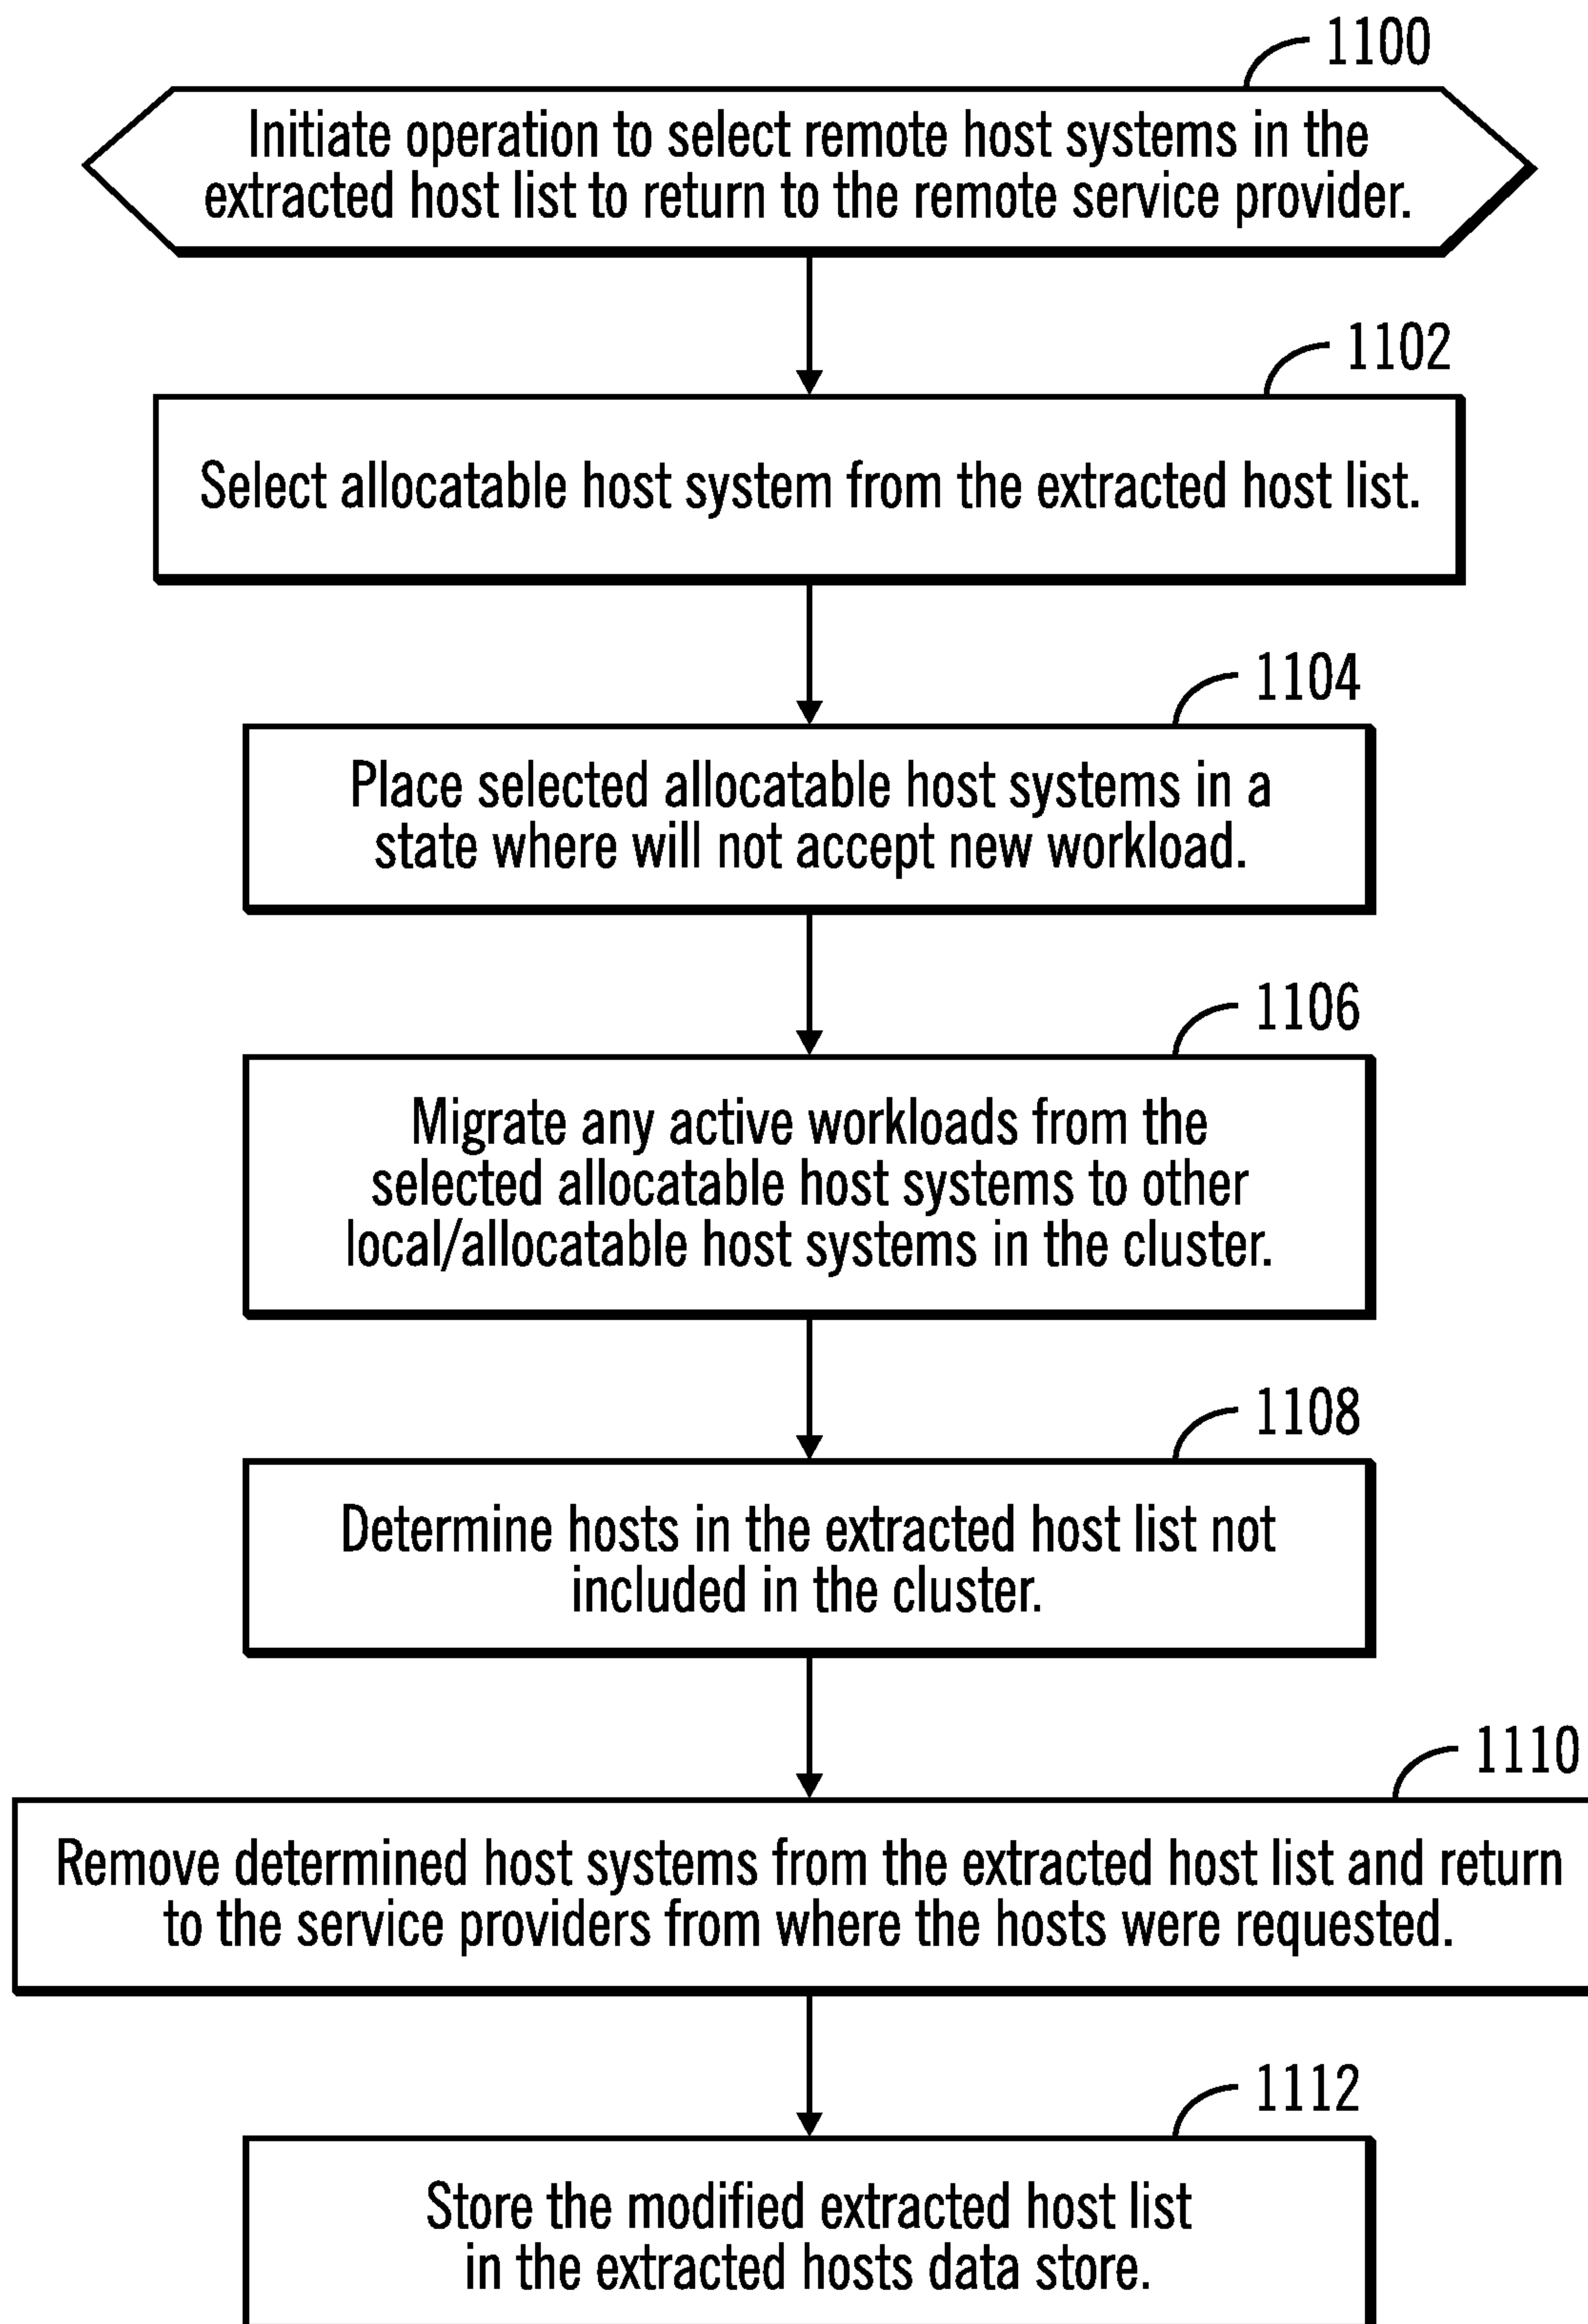 1100
Initiate operation to select remote host systems in the
extracted host list to return to the remote service provider.
1102
Select allocatable host system from the extracted host list.
1104
Place selected allocatable host systems in a
state where will not accept new workload.
1106
Migrate any active workloads from the
selected allocatable host systems to other
local/allocatable host systems in the cluster.
1108
Determine hosts in the extracted host list not
included in the cluster.
1110
Remove determined host systems from the extracted host list and return
to the service providers from where the hosts were requested.
1112
Store the modified extracted host list
in the extracted hosts data store.